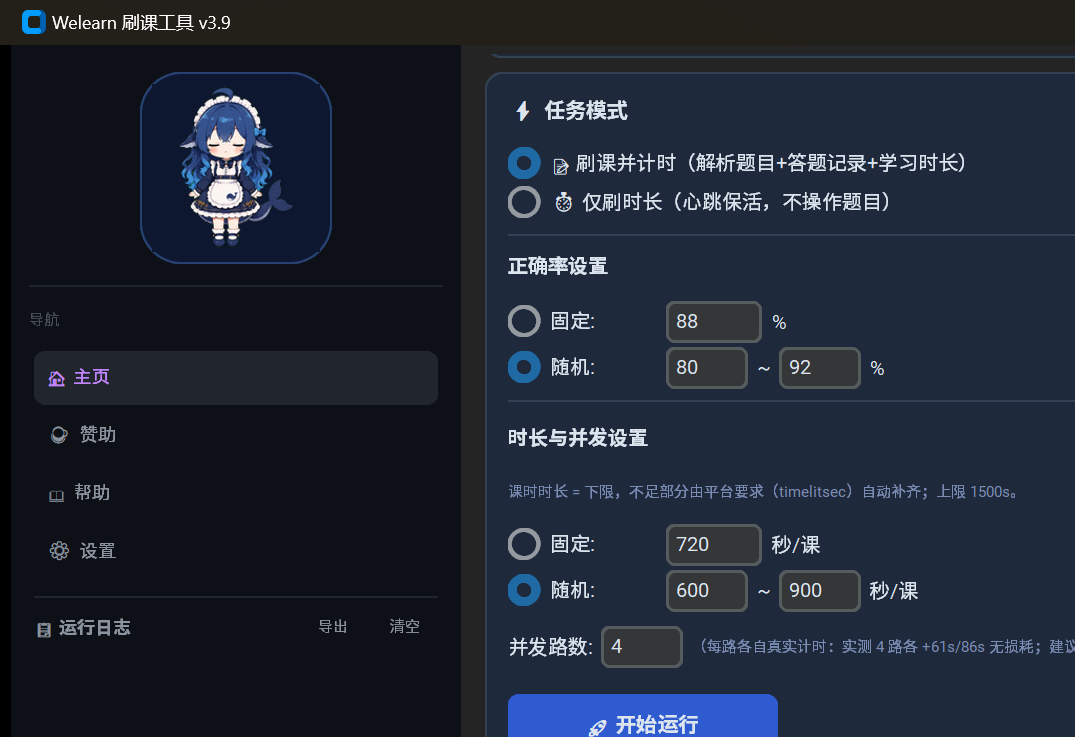 Welearn 刷课工具 v3.9
导航
主页
赞助
帮助
设置
运行日志 导出 清空
任务模式
刷课并计时（解析题目+答题记录+学习时长）
仅刷时长（心跳保活，不操作题目）
正确率设置
固定: 88 %
随机: 80 ~ 92 %
时长与并发设置
课时时长 = 下限，不足部分由平台要求（timelitsec）自动补齐；上限 1500s。
固定: 720 秒/课
随机: 600 ~ 900 秒/课
并发路数: 4 （每路各自真实计时：实测 4 路各 +61s/86s 无损耗；建议
开始运行